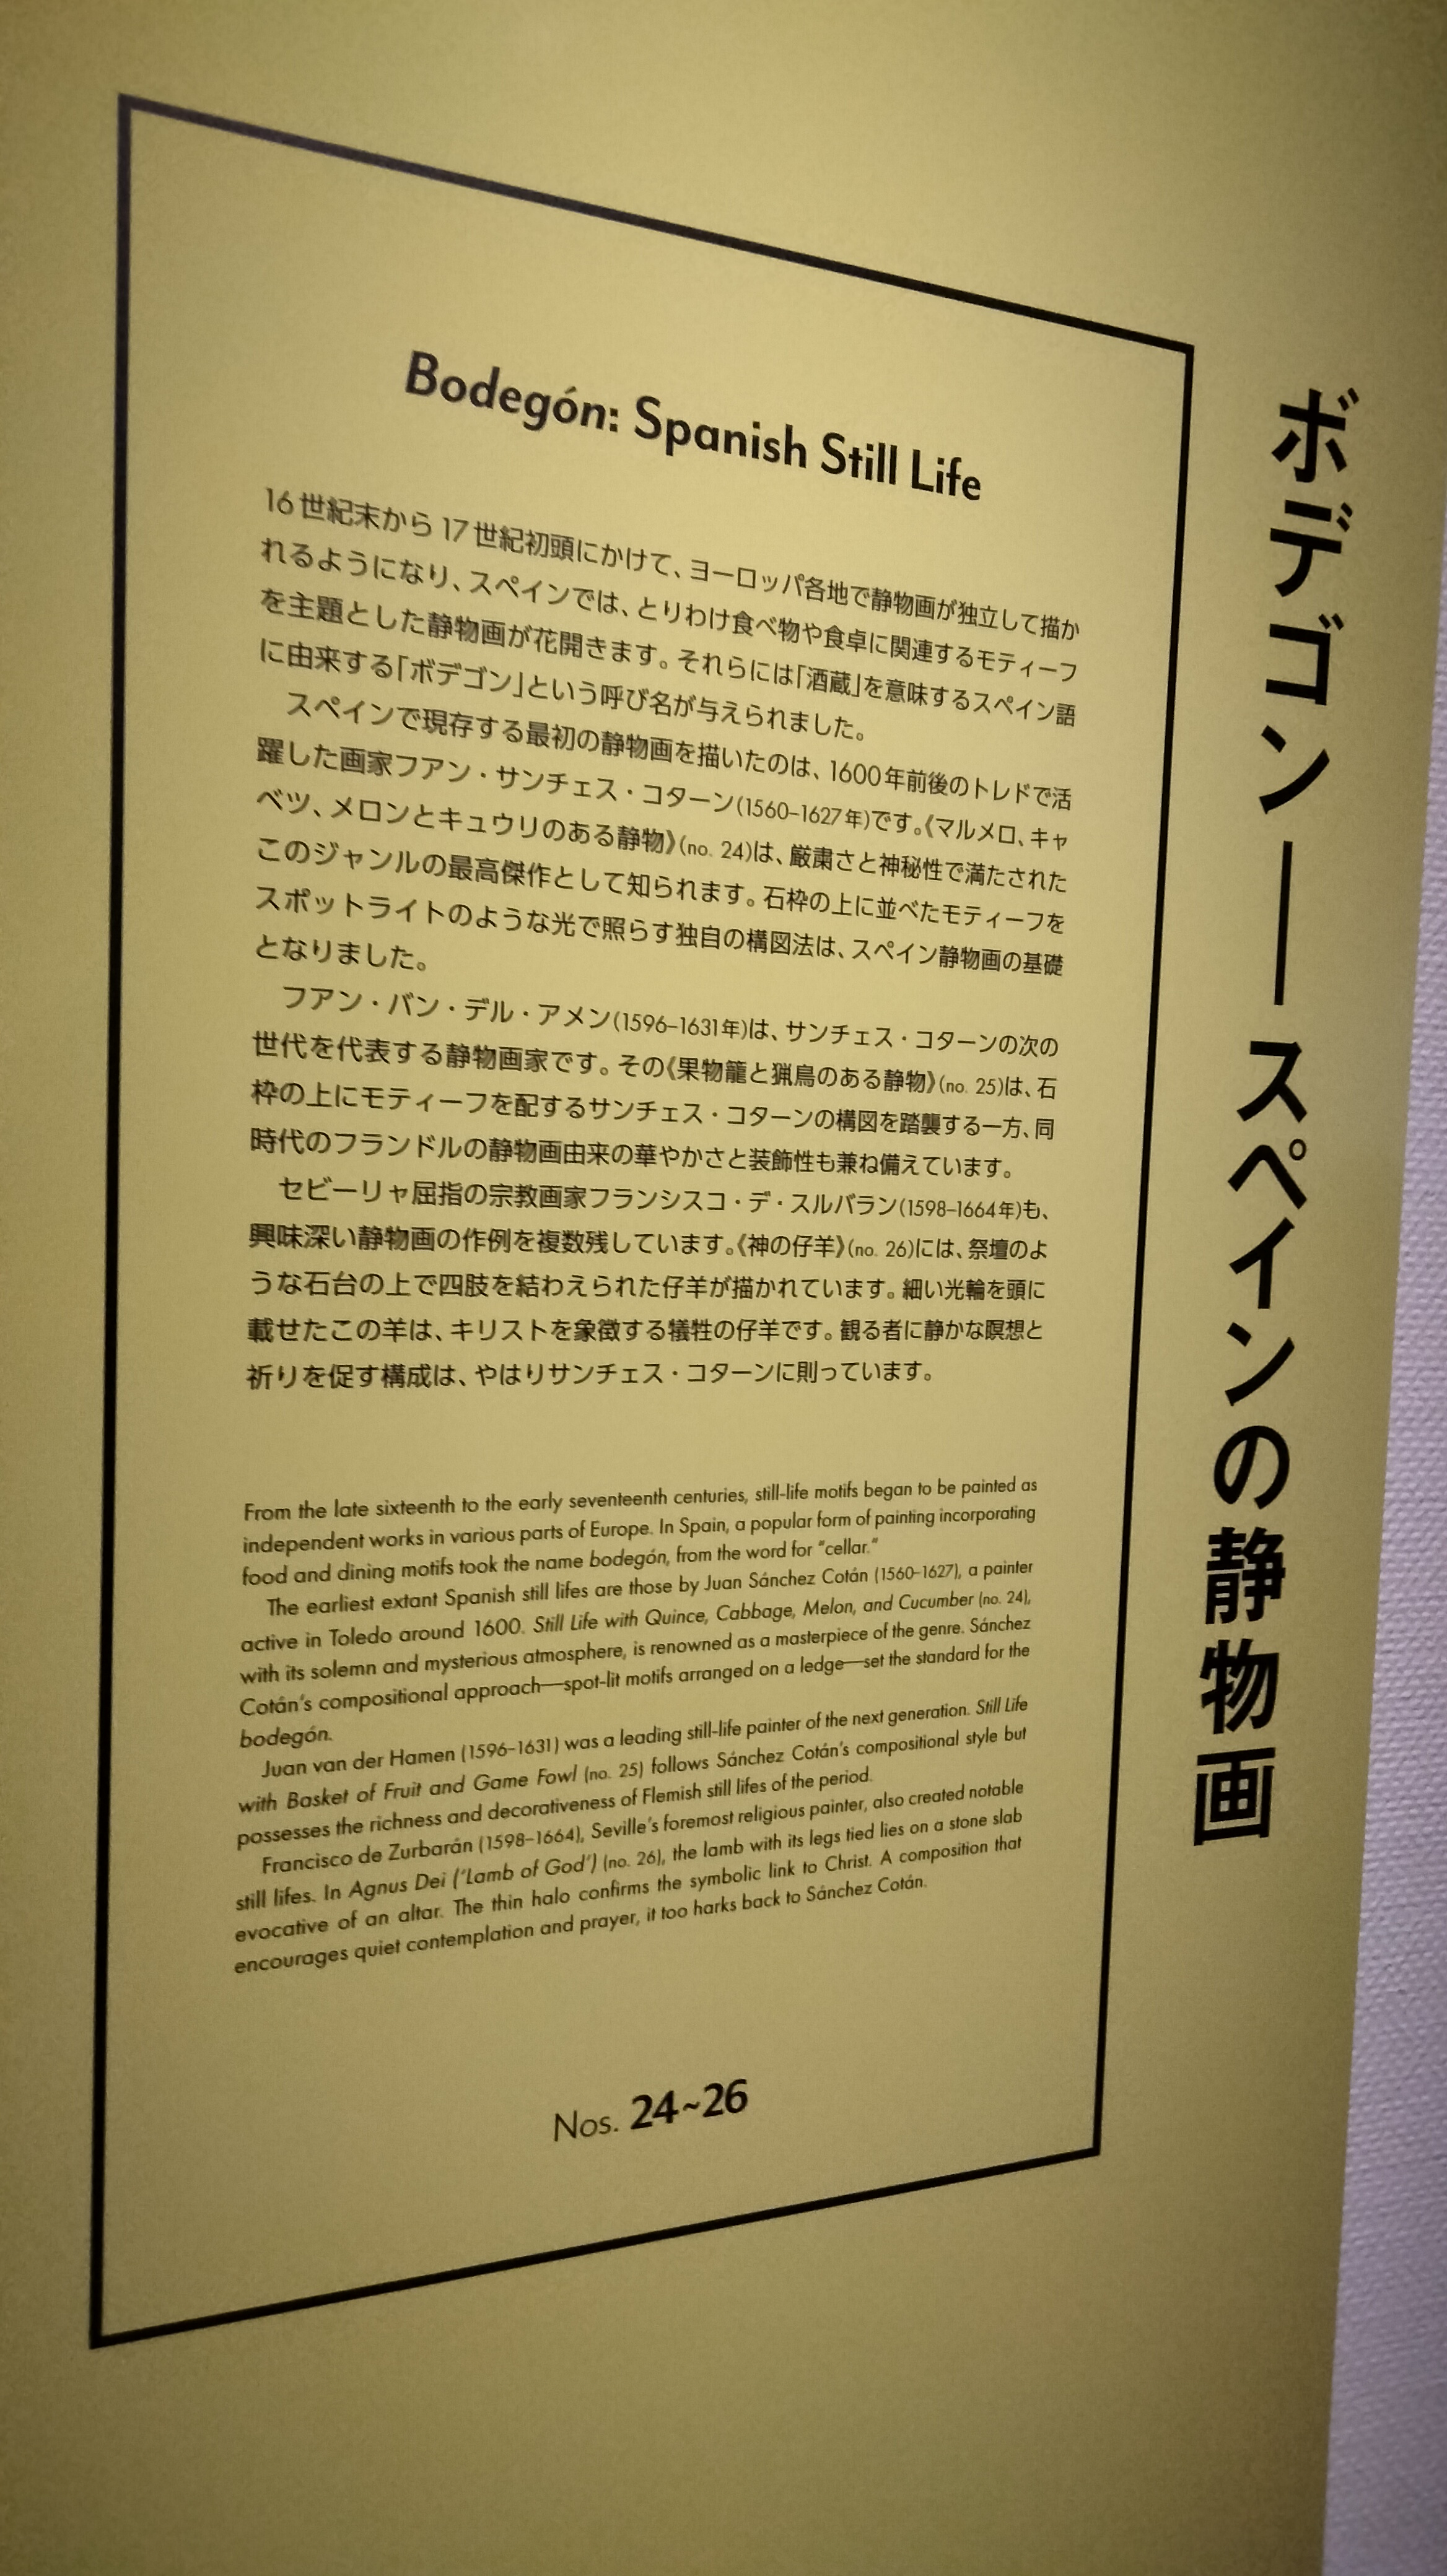 ボデゴン——スペインの静物画
Bodegón: Spanish Still Life
16世紀末から17世紀初頭にかけて、ヨーロッパ各地で静物画が独立して描か
れるようになり、スペインでは、とりわけ食べ物や食卓に関連するモティーフ
を主題とした静物画が花開きます。それらには「酒蔵」を意味するスペイン語
に由来する「ボデゴン」という呼び名が与えられました。
スペインで現存する最初の静物画を描いたのは、1600年前後のトレドで活
躍した画家フアン・サンチェス・コターン(1560–1627年)です。《マルメロ、キャ
ベツ、メロンとキュウリのある静物》(no. 24)は、厳粛さと神秘性で満たされた
このジャンルの最高傑作として知られます。石枠の上に並べたモティーフを
スポットライトのような光で照らす独自の構図法は、スペイン静物画の基礎
となりました。
フアン・バン・デル・アメン(1596–1631年)は、サンチェス・コターンの次の
世代を代表する静物画家です。その《果物籠と猟鳥のある静物》(no. 25)は、石
枠の上にモティーフを配するサンチェス・コターンの構図を踏襲する一方、同
時代のフランドルの静物画由来の華やかさと装飾性も兼ね備えています。
セビーリャ屈指の宗教画家フランシスコ・デ・スルバラン(1598–1664年)も、
興味深い静物画の作例を複数残しています。《神の仔羊》(no. 26)には、祭壇のよ
うな石台の上で四肢を結わえられた仔羊が描かれています。細い光輪を頭に
載せたこの羊は、キリストを象徴する犠牲の仔羊です。観る者に静かな瞑想と
祈りを促す構成は、やはりサンチェス・コターンに則っています。
From the late sixteenth to the early seventeenth centuries, still-life motifs began to be painted as
independent works in various parts of Europe. In Spain, a popular form of painting incorporating
food and dining motifs took the name bodegón, from the word for “cellar.”
The earliest extant Spanish still lifes are those by Juan Sánchez Cotán (1560–1627), a painter
active in Toledo around 1600. Still Life with Quince, Cabbage, Melon, and Cucumber (no. 24),
with its solemn and mysterious atmosphere, is renowned as a masterpiece of the genre. Sánchez
Cotán’s compositional approach—spot-lit motifs arranged on a ledge—set the standard for the
bodegón.
Juan van der Hamen (1596–1631) was a leading still-life painter of the next generation. Still Life
with Basket of Fruit and Game Fowl (no. 25) follows Sánchez Cotán’s compositional style but
possesses the richness and decorativeness of Flemish still lifes of the period.
Francisco de Zurbarán (1598–1664), Seville’s foremost religious painter, also created notable
still lifes. In Agnus Dei (‘Lamb of God’) (no. 26), the lamb with its legs tied lies on a stone slab
evocative of an altar. The thin halo confirms the symbolic link to Christ. A composition that
encourages quiet contemplation and prayer, it too harks back to Sánchez Cotán.
Nos. 24~26